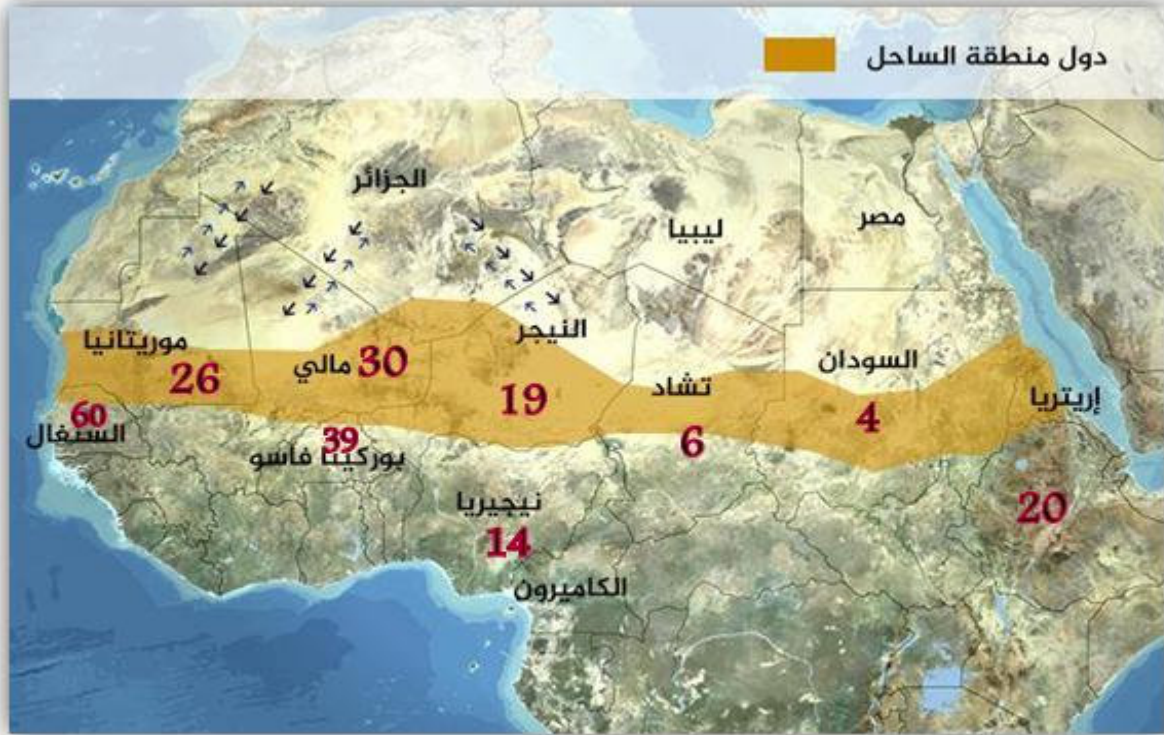 دول منطقة الساحل
الجزائر
ليبيا
مصر
موريتانيا
26
مالي
30
النيجر
19
تشاد
6
السودان
4
إريتريا
60
السنغال
39
بوركينا فاسو
نيجيريا
14
الكاميرون
20